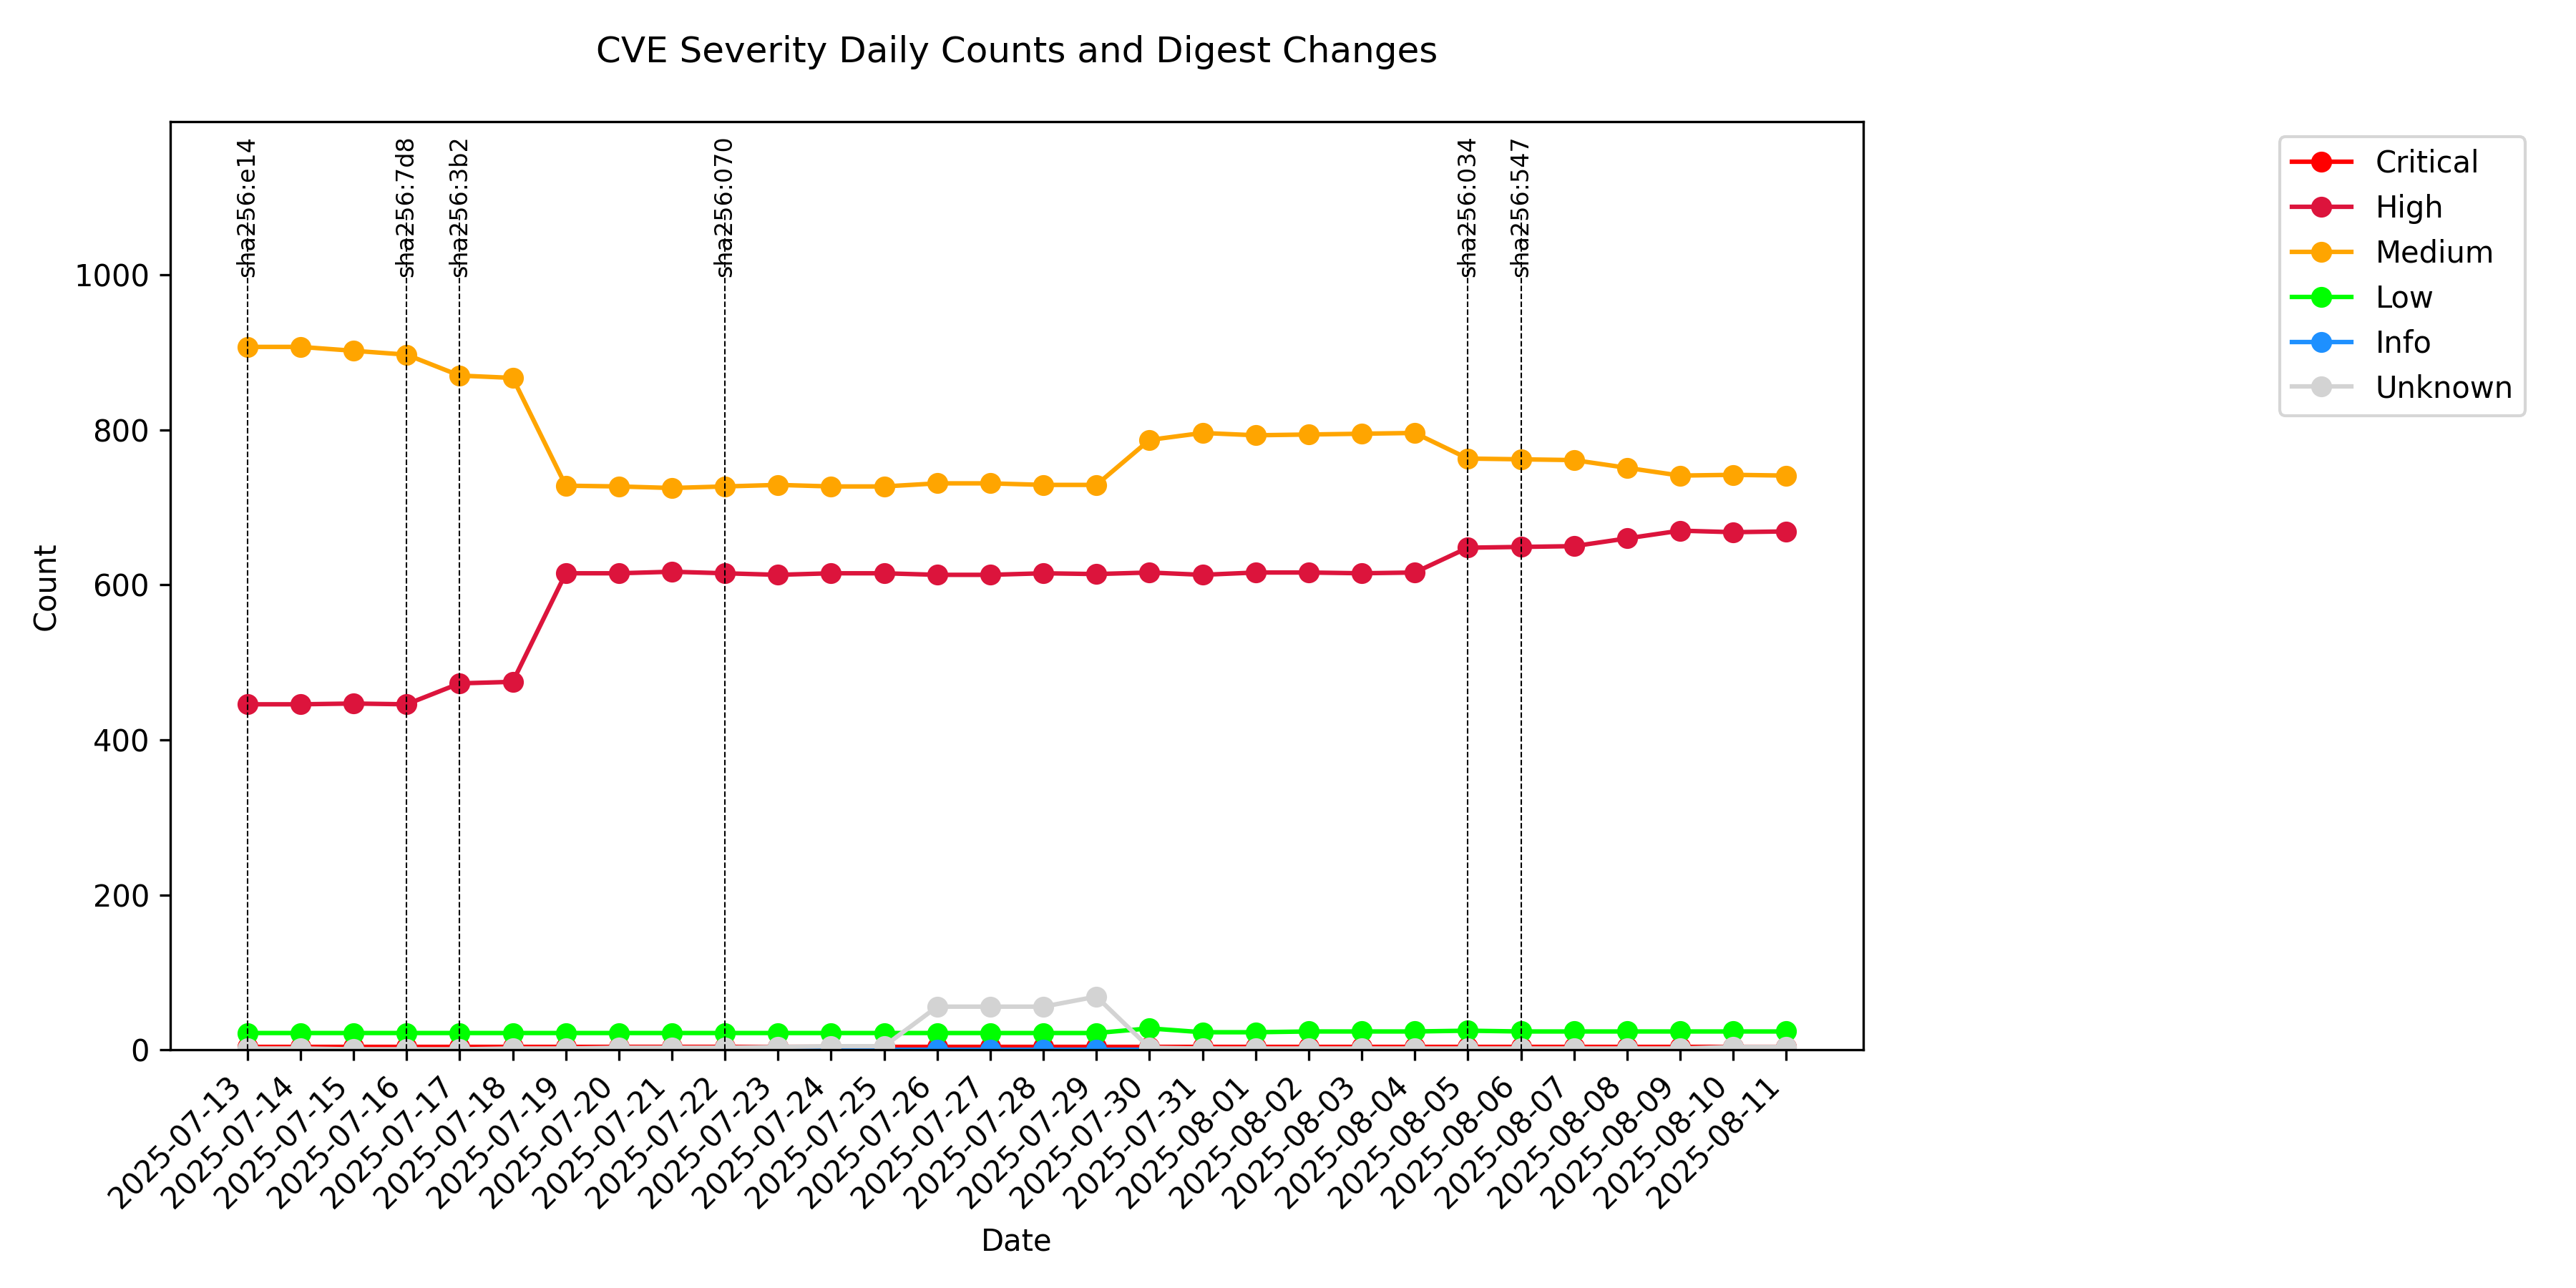 CVE Severity Daily Counts and Digest Changes
sha256:e14
sha256:7d8
sha256:3b2
sha256:070
sha256:034
sha256:547
Critical
High
Medium
Low
Info
Unknown
Count
1000
800
600
400
200
0
2025-07-13
2025-07-14
2025-07-15
2025-07-16
2025-07-17
2025-07-18
2025-07-19
2025-07-20
2025-07-21
2025-07-22
2025-07-23
2025-07-24
2025-07-25
2025-07-26
2025-07-27
2025-07-28
2025-07-29
2025-07-30
2025-07-31
2025-08-01
2025-08-02
2025-08-03
2025-08-04
2025-08-05
2025-08-06
2025-08-07
2025-08-08
2025-08-09
2025-08-10
2025-08-11
Date